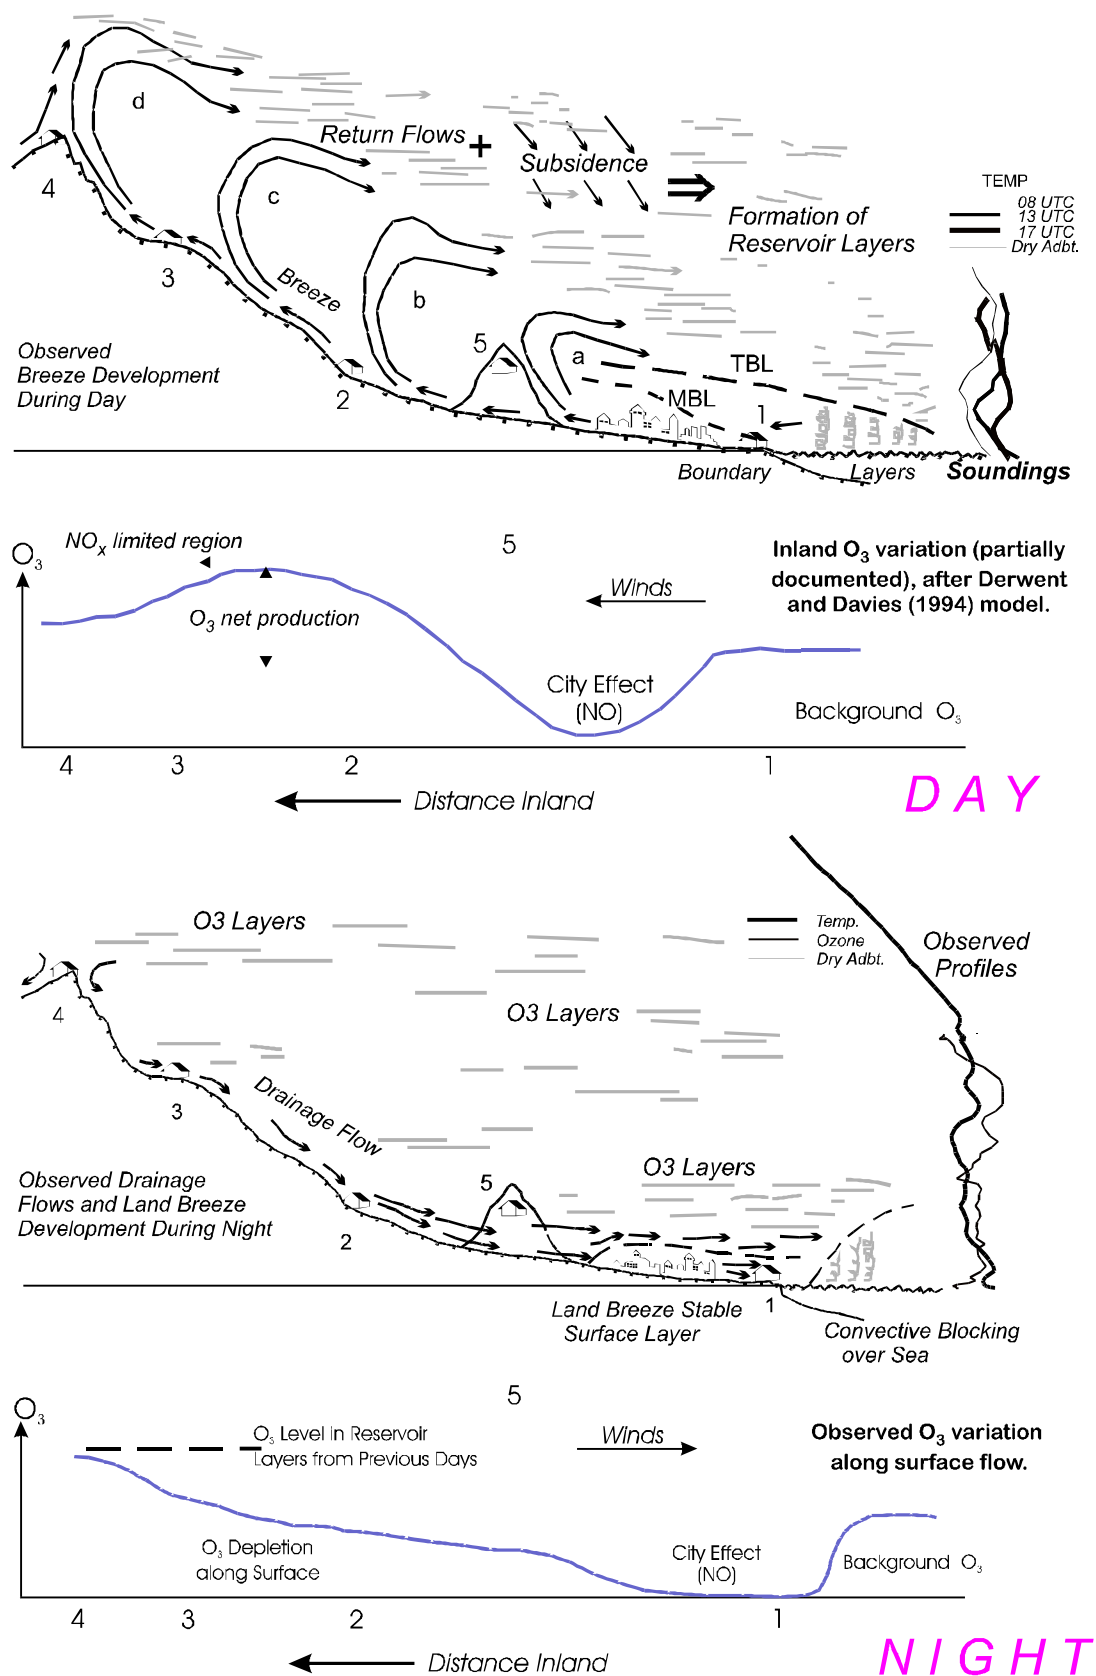 d
Return Flows +
Subsidence
TEMP
08 UTC
13 UTC
17 UTC
Dry Adbt.
4
c
Formation of
Reservoir Layers
3
Breeze
b
Observed
Breeze Development
During Day
5
a
TBL
2
MBL
1
Boundary Layers
Soundings
O3
NOx limited region
5
Inland O3 variation (partially
documented), after Derwent
and Davies (1994) model.
Winds
O3 net production
City Effect
(NO)
Background O3
4 3 2 1
Distance Inland
DAY
O3 Layers
Temp.
Ozone
Dry Adbt.
Observed
Profiles
1
4
O3 Layers
3
Drainage Flow
Observed Drainage
Flows and Land Breeze
Development During Night
5
O3 Layers
2
1
Land Breeze Stable
Surface Layer
Convective Blocking
over Sea
O3
5
O3 Level in Reservoir
Layers from Previous Days
Winds
Observed O3 variation
along surface flow.
O3 Depletion
along Surface
City Effect
(NO)
Background O3
4 3 2 1
Distance Inland
NIGHT